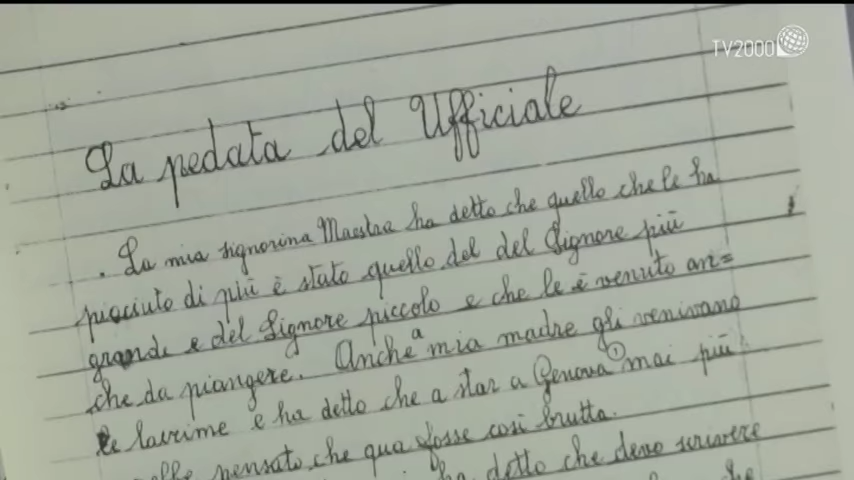 TV2000
La pedata del Ufficiale
. La mia signorina Maestra ha detto che quello che le ha
piaciuto di più è stato quello del del Signore più
grande e del Signore piccolo e che le è venuto an=
che da piangere. Anche a mia madre gli venivano
le lacrime e ha detto che a star a Genova ① mai più
pensato che qua fosse così brutta.
ha detto che devo scrivere
che